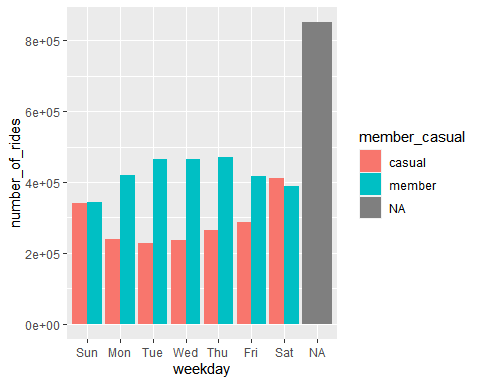 number_of_rides
8e+05
6e+05
4e+05
2e+05
0e+00
Sun Mon Tue Wed Thu Fri Sat NA
weekday
member_casual
casual
member
NA